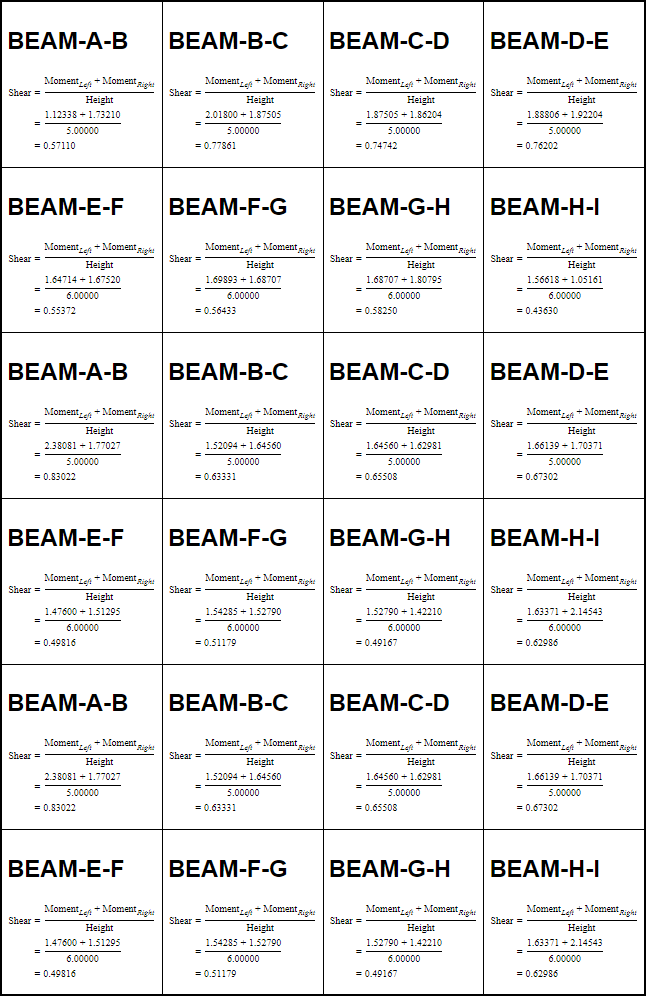 BEAM-A-B
Shear = Moment_Left + Moment_Right / Height
= 1.12338 + 1.73210 / 5.00000
= 0.57110
BEAM-B-C
Shear = Moment_Left + Moment_Right / Height
= 2.01800 + 1.87505 / 5.00000
= 0.77861
BEAM-C-D
Shear = Moment_Left + Moment_Right / Height
= 1.87505 + 1.86204 / 5.00000
= 0.74742
BEAM-D-E
Shear = Moment_Left + Moment_Right / Height
= 1.88806 + 1.92204 / 5.00000
= 0.76202
BEAM-E-F
Shear = Moment_Left + Moment_Right / Height
= 1.64714 + 1.67520 / 6.00000
= 0.55372
BEAM-F-G
Shear = Moment_Left + Moment_Right / Height
= 1.69893 + 1.68707 / 6.00000
= 0.56433
BEAM-G-H
Shear = Moment_Left + Moment_Right / Height
= 1.68707 + 1.80795 / 6.00000
= 0.58250
BEAM-H-I
Shear = Moment_Left + Moment_Right / Height
= 1.56618 + 1.05161 / 6.00000
= 0.43630
BEAM-A-B
Shear = Moment_Left + Moment_Right / Height
= 2.38081 + 1.77027 / 5.00000
= 0.83022
BEAM-B-C
Shear = Moment_Left + Moment_Right / Height
= 1.52094 + 1.64560 / 5.00000
= 0.63331
BEAM-C-D
Shear = Moment_Left + Moment_Right / Height
= 1.64560 + 1.62981 / 5.00000
= 0.65508
BEAM-D-E
Shear = Moment_Left + Moment_Right / Height
= 1.66139 + 1.70371 / 5.00000
= 0.67302
BEAM-E-F
Shear = Moment_Left + Moment_Right / Height
= 1.47600 + 1.51295 / 6.00000
= 0.49816
BEAM-F-G
Shear = Moment_Left + Moment_Right / Height
= 1.54285 + 1.52790 / 6.00000
= 0.51179
BEAM-G-H
Shear = Moment_Left + Moment_Right / Height
= 1.52790 + 1.42210 / 6.00000
= 0.49167
BEAM-H-I
Shear = Moment_Left + Moment_Right / Height
= 1.63371 + 2.14543 / 6.00000
= 0.62986
BEAM-A-B
Shear = Moment_Left + Moment_Right / Height
= 2.38081 + 1.77027 / 5.00000
= 0.83022
BEAM-B-C
Shear = Moment_Left + Moment_Right / Height
= 1.52094 + 1.64560 / 5.00000
= 0.63331
BEAM-C-D
Shear = Moment_Left + Moment_Right / Height
= 1.64560 + 1.62981 / 5.00000
= 0.65508
BEAM-D-E
Shear = Moment_Left + Moment_Right / Height
= 1.66139 + 1.70371 / 5.00000
= 0.67302
BEAM-E-F
Shear = Moment_Left + Moment_Right / Height
= 1.47600 + 1.51295 / 6.00000
= 0.49816
BEAM-F-G
Shear = Moment_Left + Moment_Right / Height
= 1.54285 + 1.52790 / 6.00000
= 0.51179
BEAM-G-H
Shear = Moment_Left + Moment_Right / Height
= 1.52790 + 1.42210 / 6.00000
= 0.49167
BEAM-H-I
Shear = Moment_Left + Moment_Right / Height
= 1.63371 + 2.14543 / 6.00000
= 0.62986